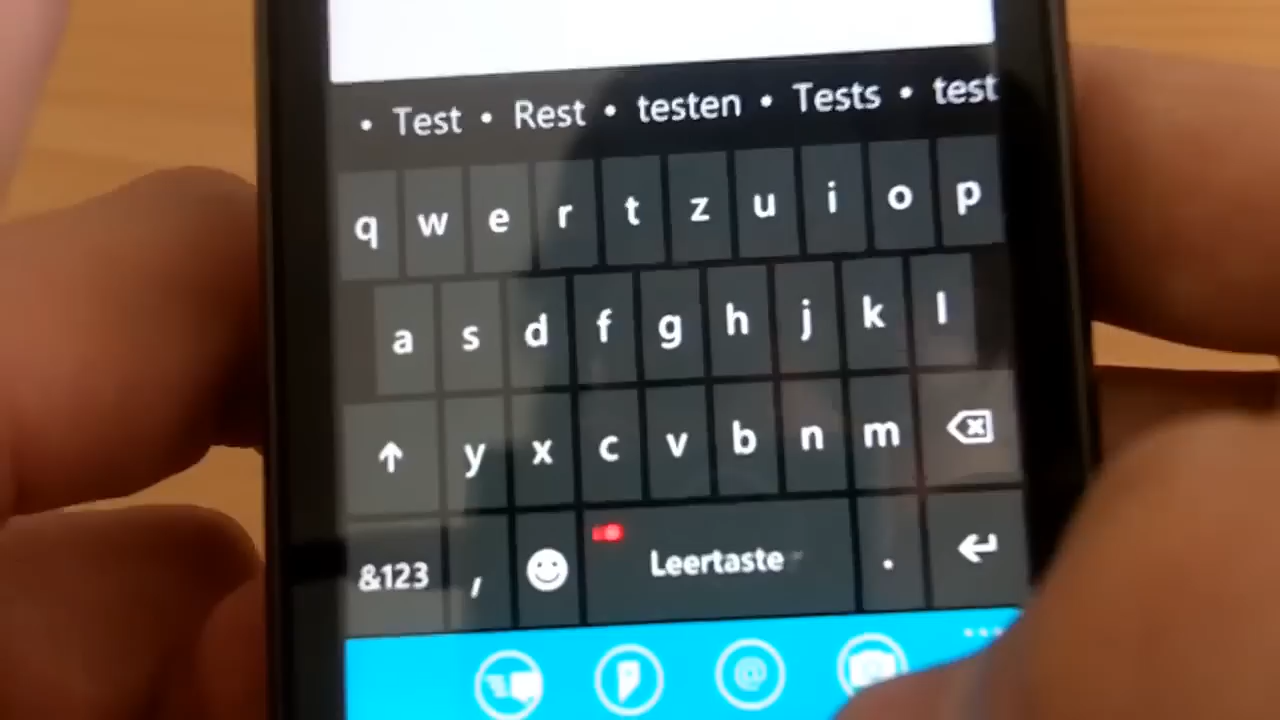 • Test • Rest • testen • Tests • test
q w e r t z u i o p
a s d f g h j k l
y x c v b n m
&123 , Leertaste .
@